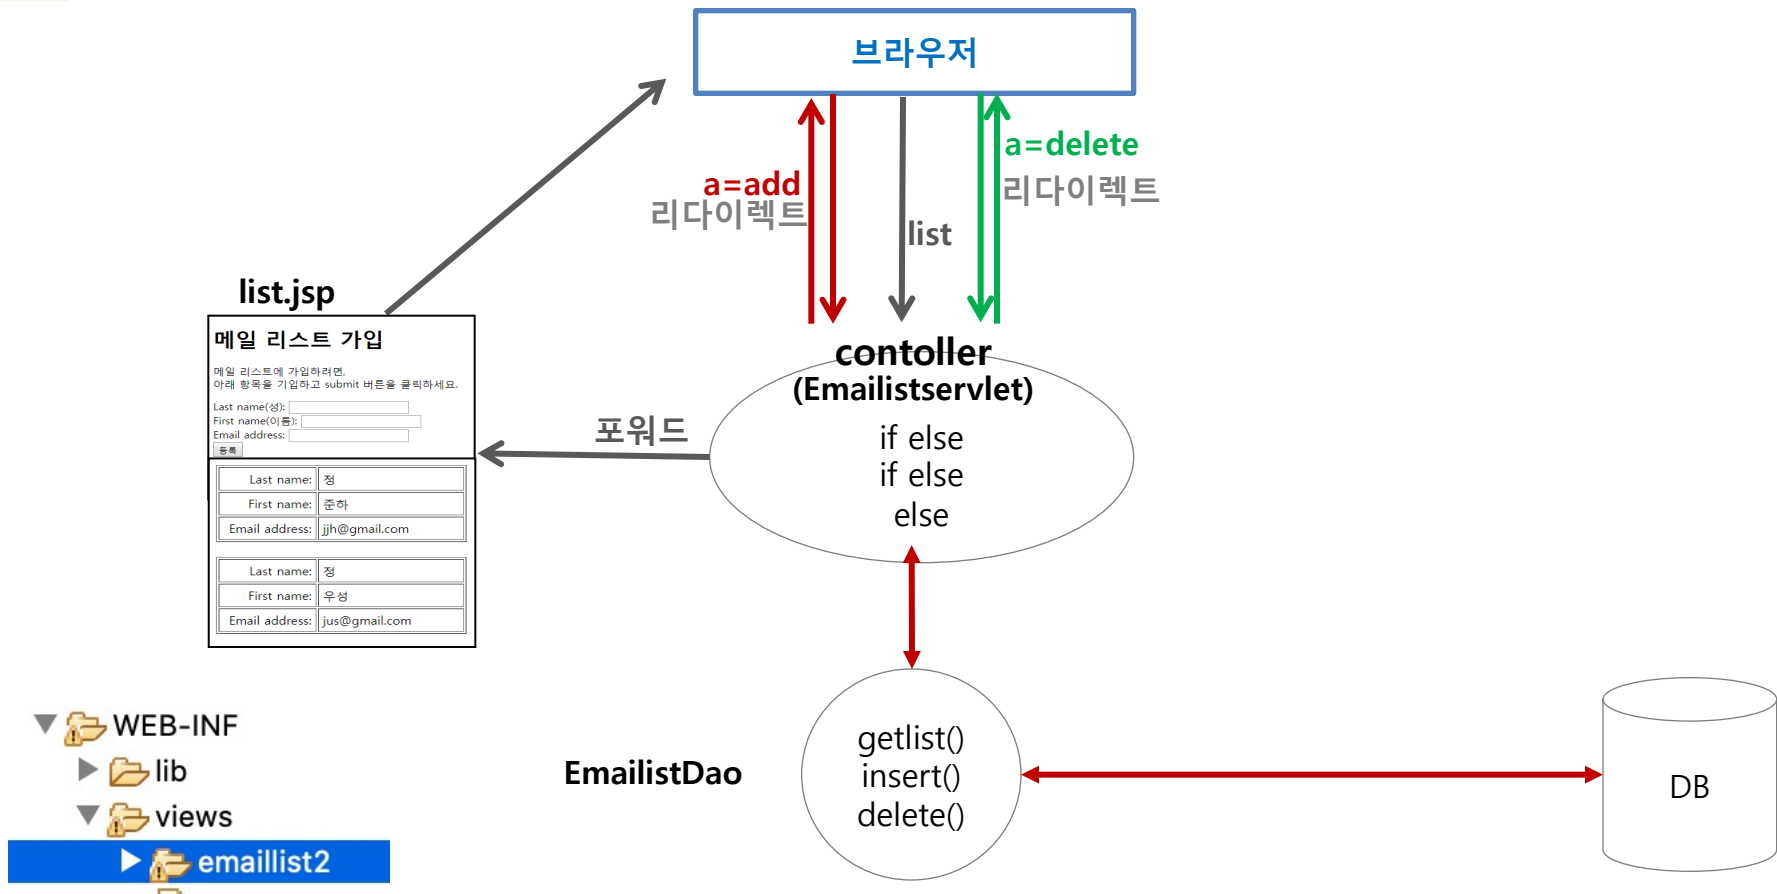 브라우저
a=add
리다이렉트
list
a=delete
리다이렉트
list.jsp
메일 리스트 가입
메일 리스트에 가입하려면,
아래 항목을 기입하고 submit 버튼을 클릭하세요.
Last name(성):
First name(이름):
Email address:
등록
Last name: 정
First name: 준하
Email address: jjh@gmail.com
Last name: 정
First name: 우성
Email address: jus@gmail.com
포워드
contoller
(Emailistservlet)
if else
if else
else
EmailistDao
getlist()
insert()
delete()
DB
WEB-INF
lib
views
emaillist2